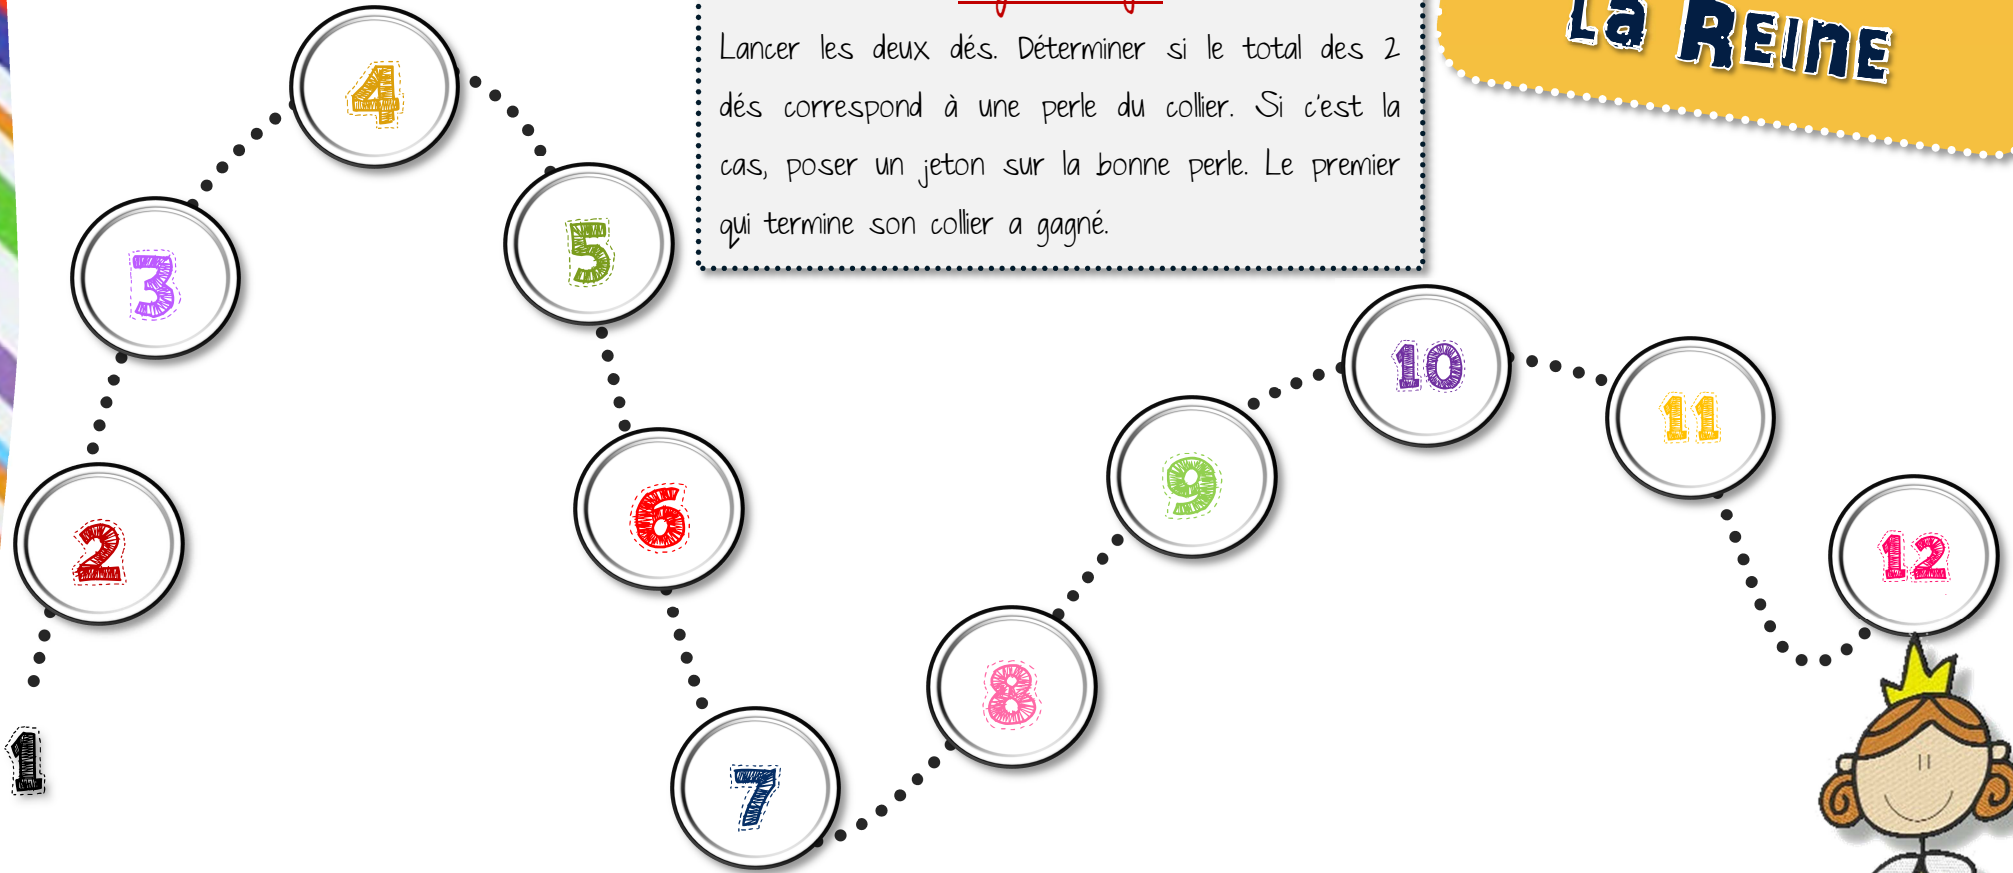 La Reine
Lancer les deux dés. Déterminer si le total des 2
dés correspond à une perle du collier. Si c'est la
cas, poser un jeton sur la bonne perle. Le premier
qui termine son collier a gagné.
1
2
3
4
5
6
7
8
9
10
11
12